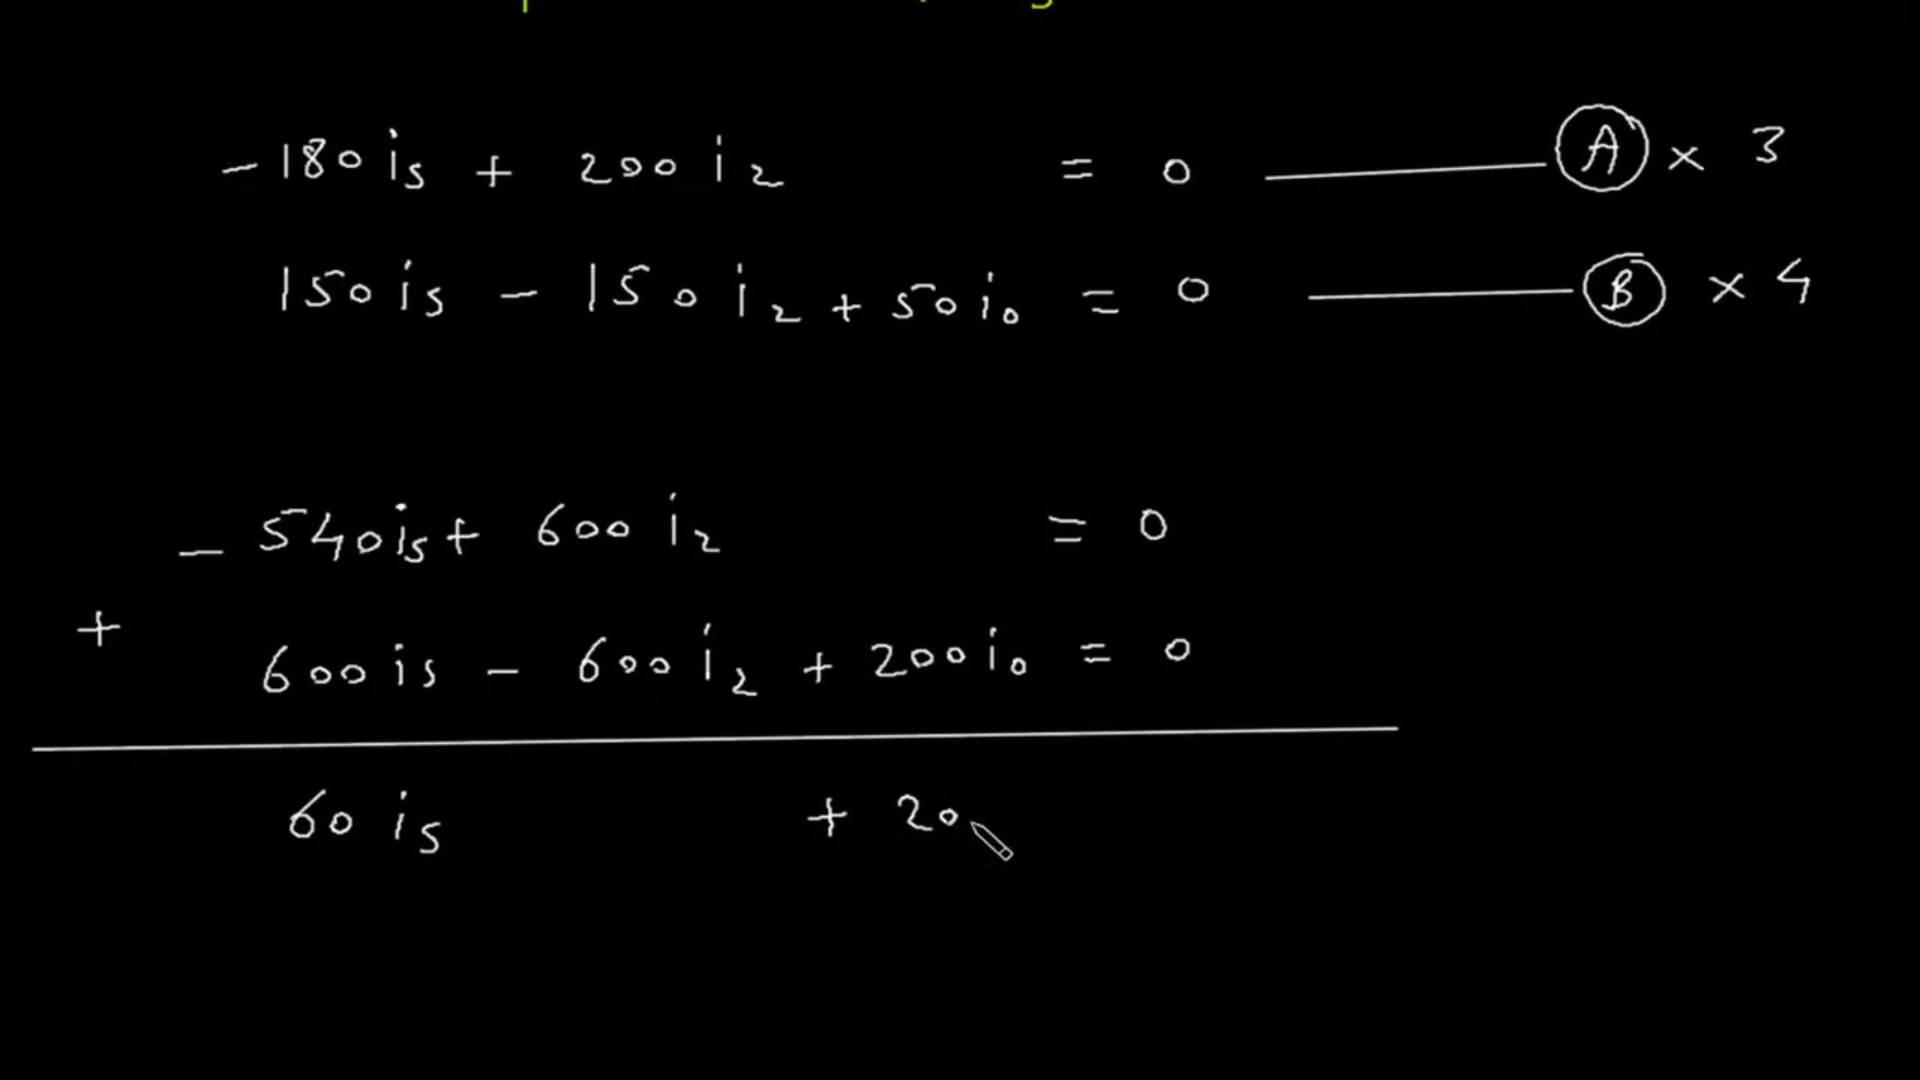 - 180 is + 200 i2 = 0 A × 3
150 is - 150 i2 + 50 i0 = 0 B × 4
- 540 is + 600 i2 = 0
+
600 is - 600 i2 + 200 i0 = 0
60 is + 20